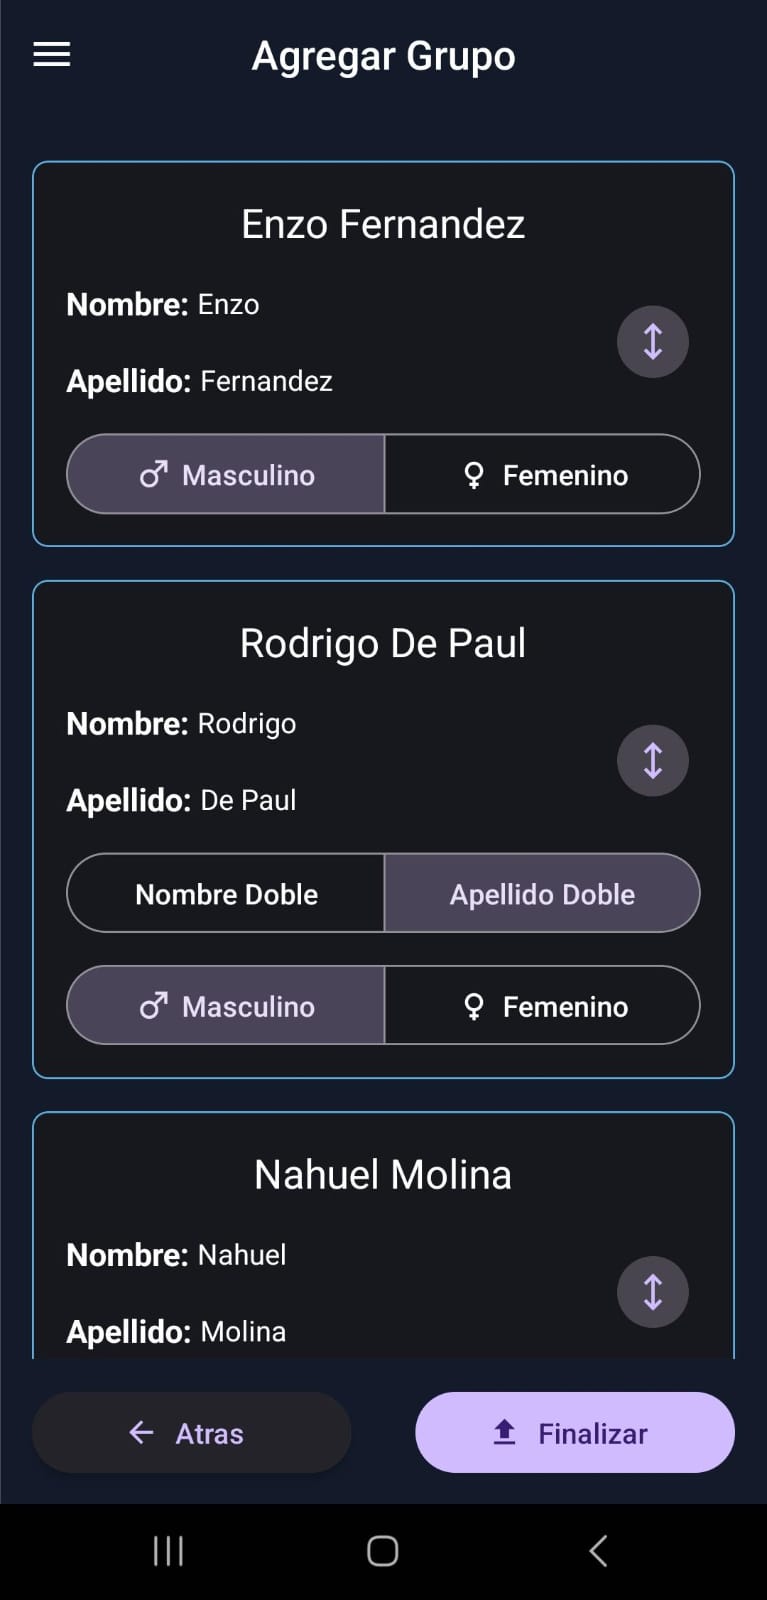 Agregar Grupo
Enzo Fernandez
Nombre: Enzo
Apellido: Fernandez
Masculino Femenino
Rodrigo De Paul
Nombre: Rodrigo
Apellido: De Paul
Nombre Doble Apellido Doble
Masculino Femenino
Nahuel Molina
Nombre: Nahuel
Apellido: Molina
Atras Finalizar